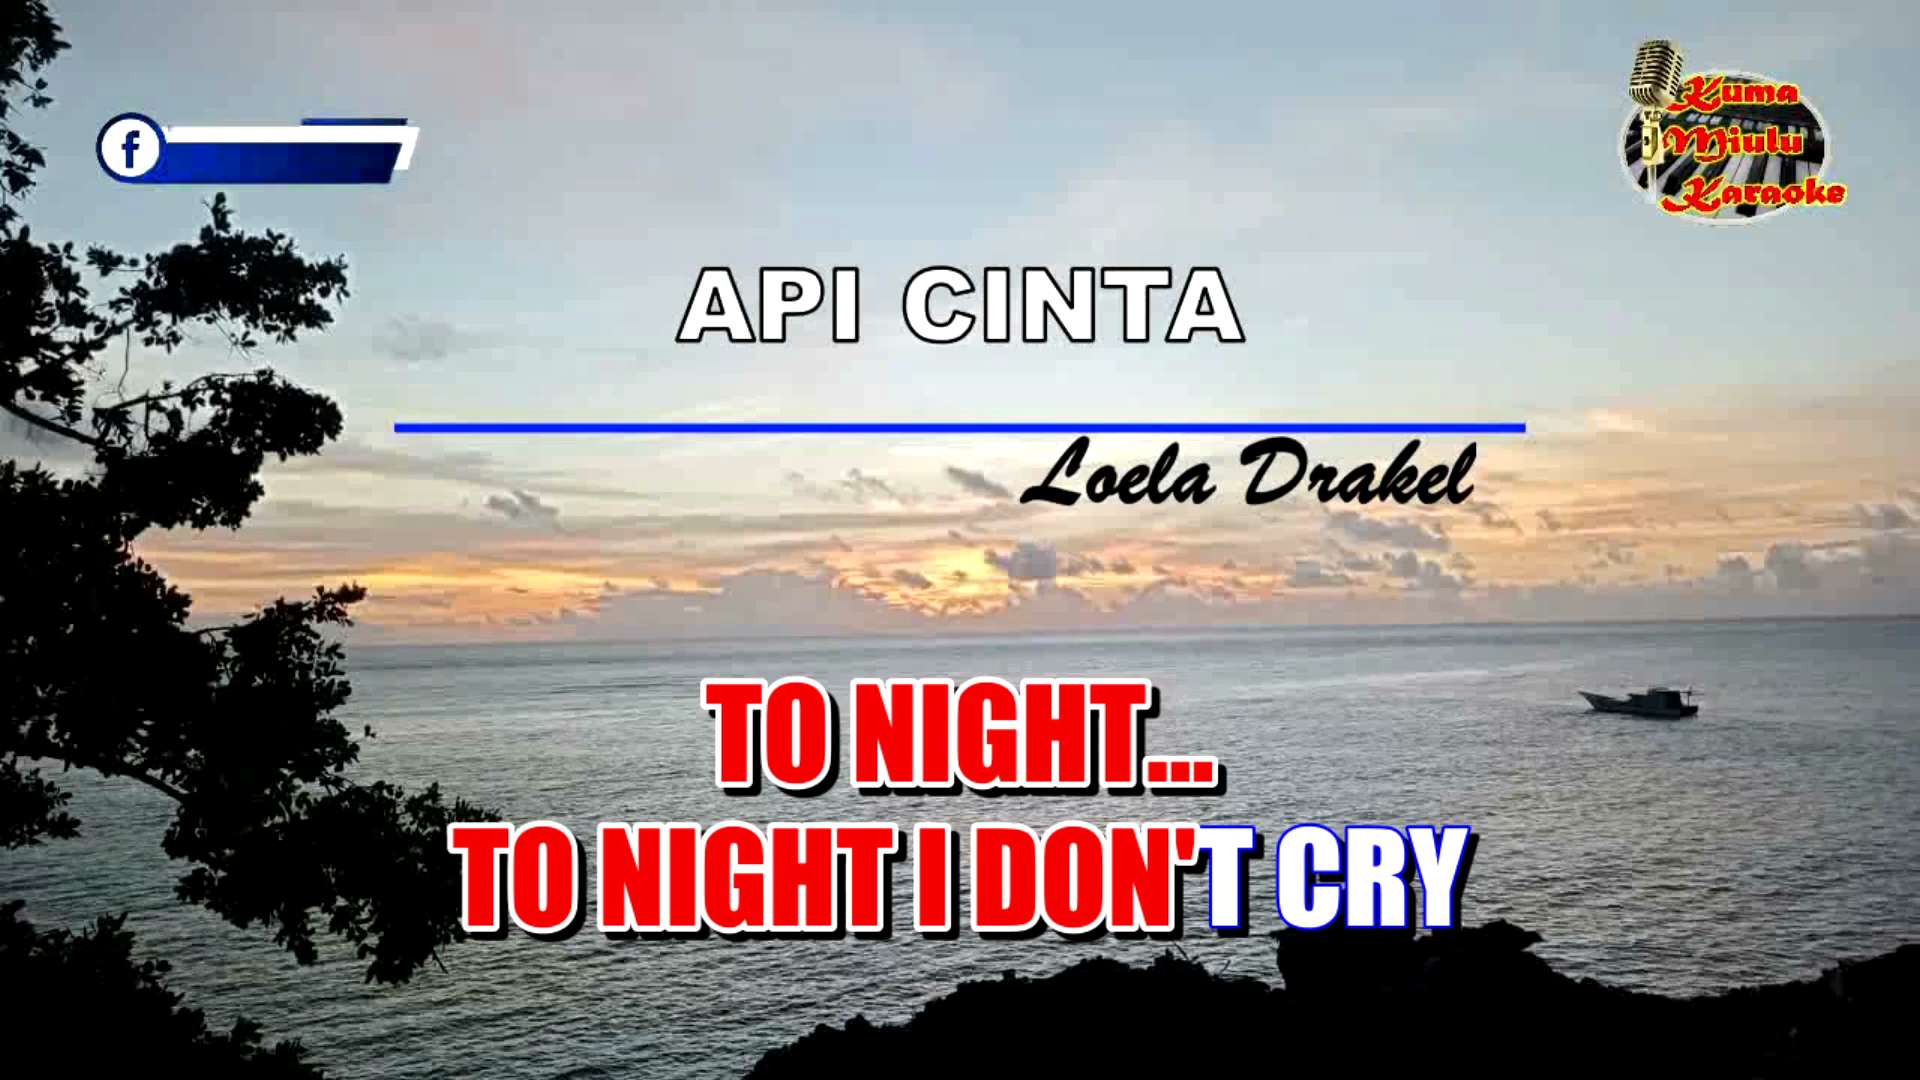 f
Kuma
Miulu
Karaoke
API CINTA
Loela Drakel
TO NIGHT...
TO NIGHT I DON'T CRY